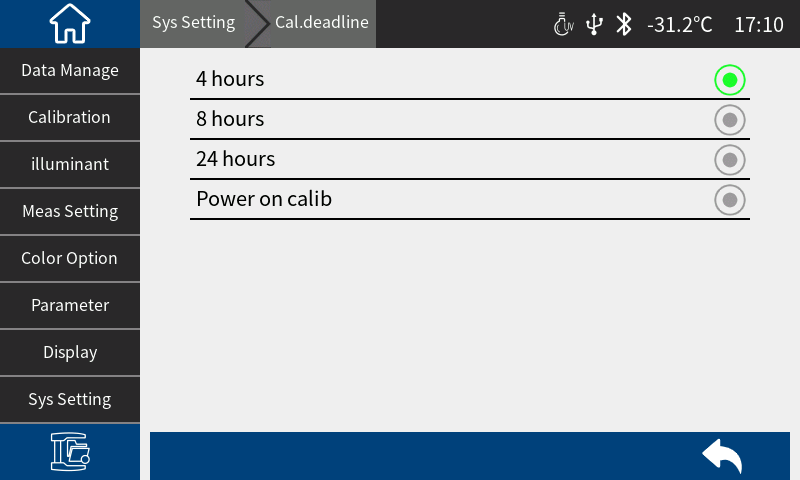 Sys Setting
Cal.deadline
UV
-31.2°C
17:10
Data Manage
Calibration
illuminant
Meas Setting
Color Option
Parameter
Display
Sys Setting
4 hours
8 hours
24 hours
Power on calib